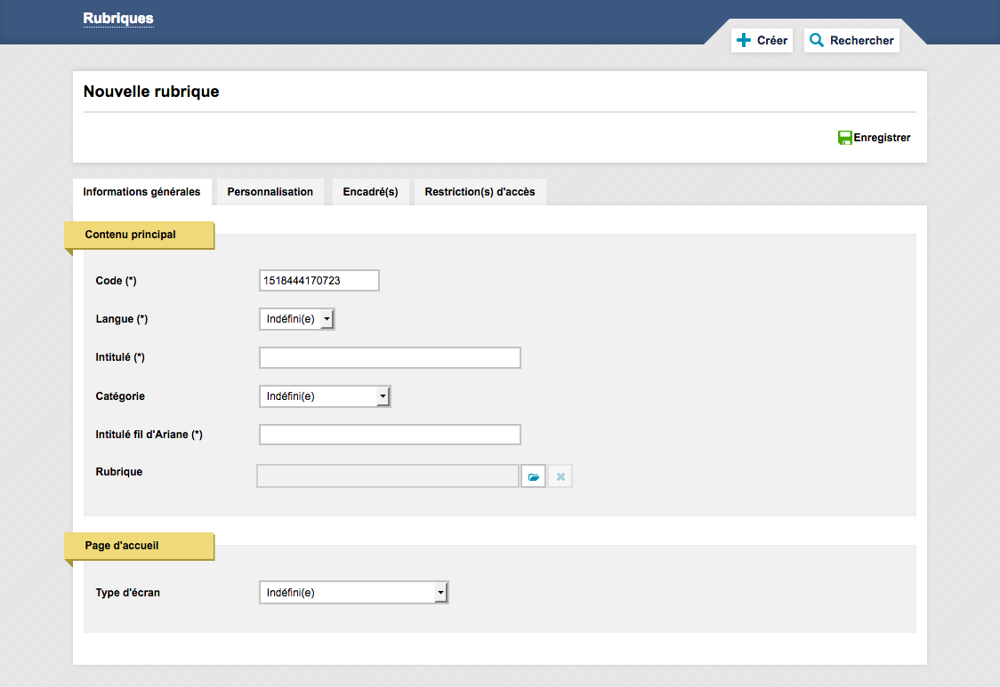 Rubriques
Créer
Rechercher
Nouvelle rubrique
Enregistrer
Informations générales
Personnalisation
Encadré(s)
Restriction(s) d'accès
Contenu principal
Code (*)
1518444170723
Langue (*)
Indéfini(e)
Intitulé (*)
Catégorie
Indéfini(e)
Intitulé fil d'Ariane (*)
Rubrique
Page d'accueil
Type d'écran
Indéfini(e)